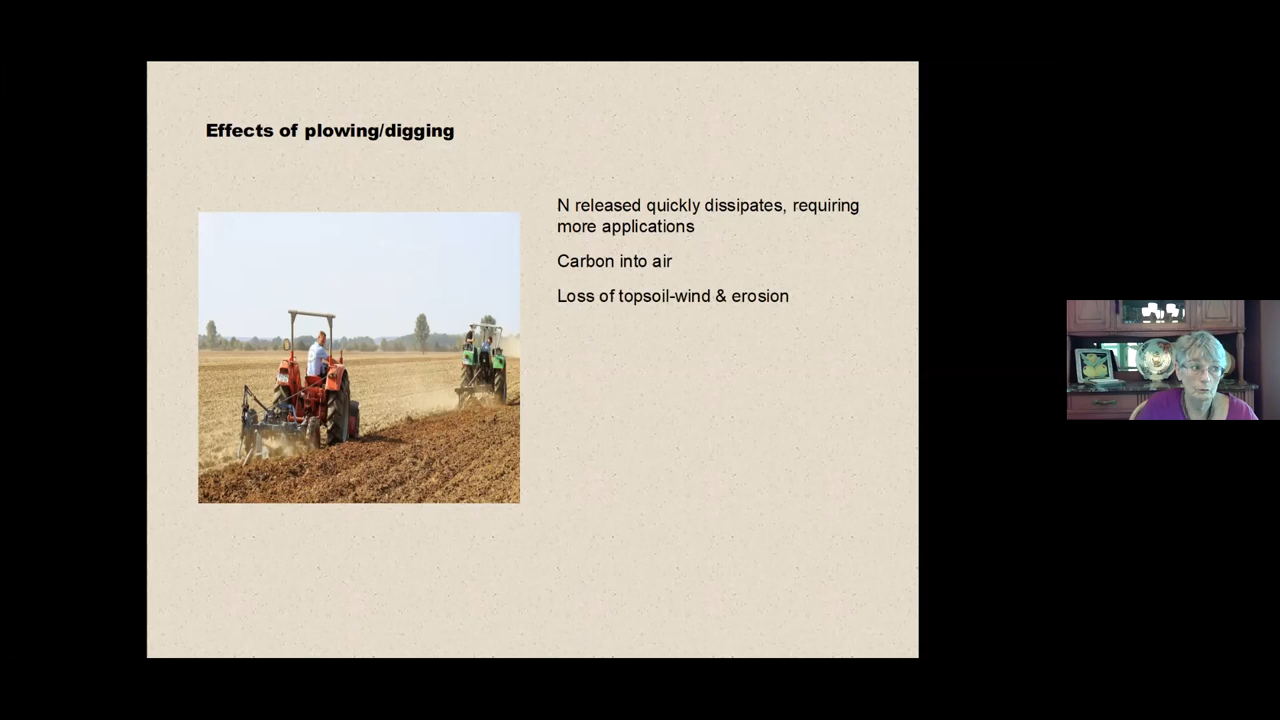 Effects of plowing/digging
N released quickly dissipates, requiring
more applications
Carbon into air
Loss of topsoil-wind & erosion